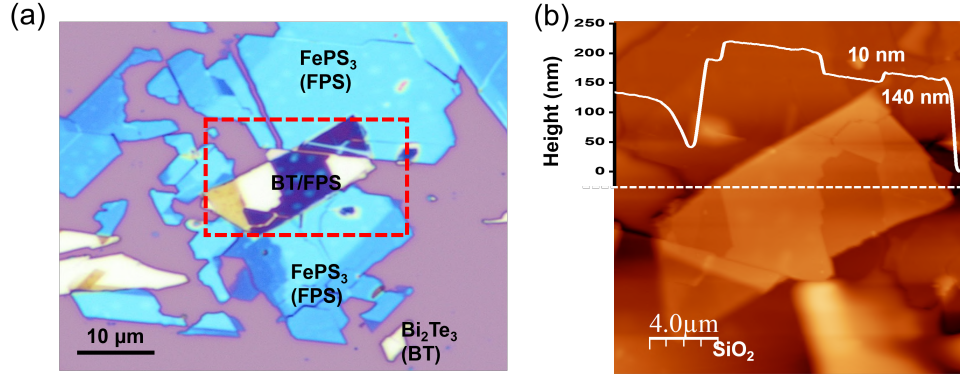 (a)
FePS₃
(FPS)
BT/FPS
FePS₃
(FPS)
Bi₂Te₃
(BT)
10 µm
(b)
Height (nm)
250
200
150
100
50
0
10 nm
140 nm
4.0µm
SiO₂